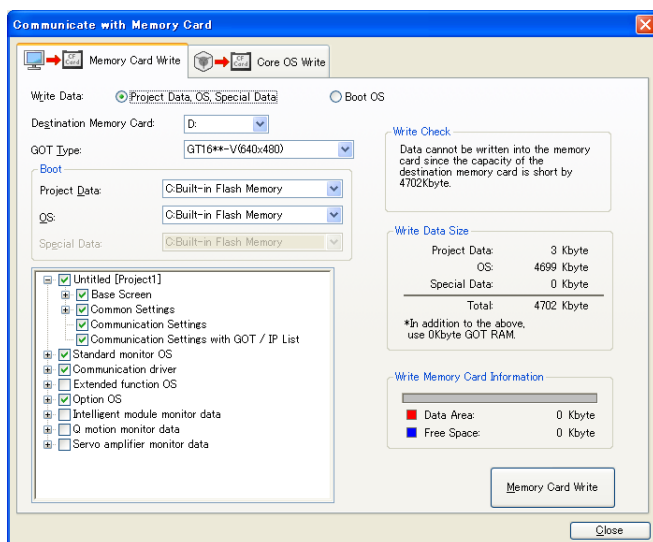 Communicate with Memory Card
CF Card
Memory Card Write
CF Card
Core OS Write
Write Data:
Project Data, OS, Special Data
Boot OS
Destination Memory Card:
D:
GOT Type:
GT16**-V(640x480)
Boot
Project Data:
C:Built-in Flash Memory
OS:
C:Built-in Flash Memory
Special Data:
C:Built-in Flash Memory
Untitled [Project1]
Base Screen
Common Settings
Communication Settings
Communication Settings with GOT / IP List
Standard monitor OS
Communication driver
Extended function OS
Option OS
Intelligent module monitor data
Q motion monitor data
Servo amplifier monitor data
Write Check
Data cannot be written into the memory
card since the capacity of the
destination memory card is short by
4702Kbyte.
Write Data Size
Project Data: 3 Kbyte
OS: 4699 Kbyte
Special Data: 0 Kbyte
Total: 4702 Kbyte
*In addition to the above,
use 0Kbyte GOT RAM.
Write Memory Card Information
Data Area: 0 Kbyte
Free Space: 0 Kbyte
Memory Card Write
Close